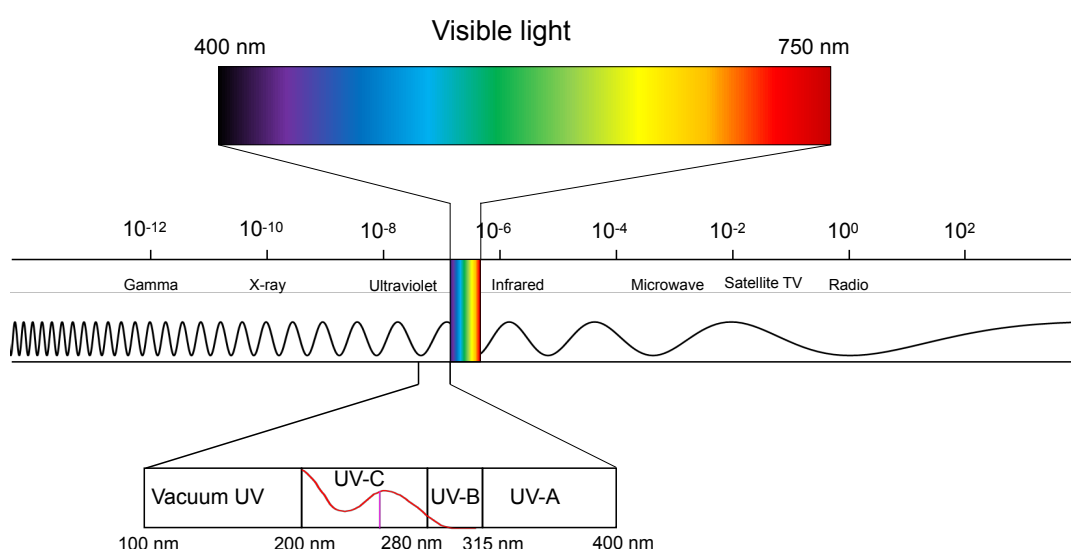 Visible light
400 nm 750 nm
10-12 10-10 10-8 10-6 10-4 10-2 100 102
Gamma X-ray Ultraviolet Infrared Microwave Satellite TV Radio
UV-C
Vacuum UV UV-B UV-A
100 nm 200 nm 280 nm 315 nm 400 nm